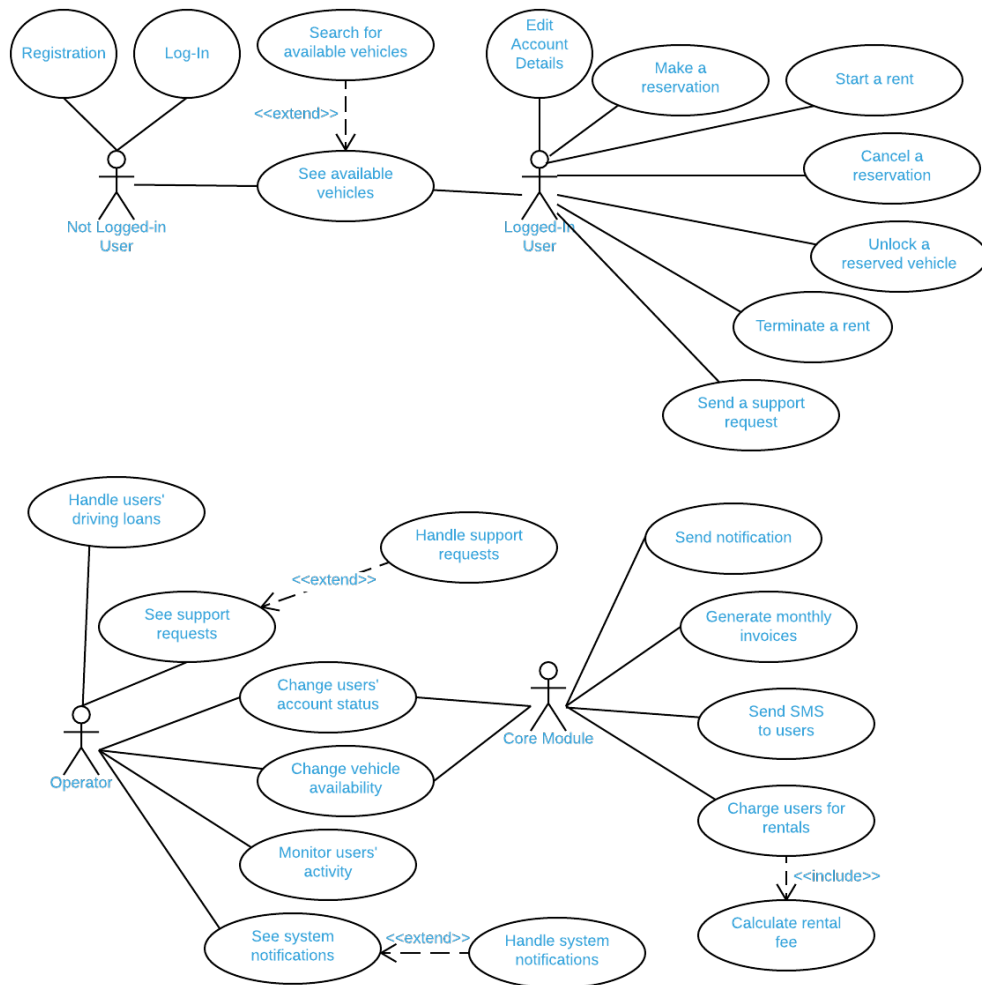 Registration
Log-In
Search for
available vehicles
<<extend>>
See available
vehicles
Not Logged-in
User
Edit
Account
Details
Make a
reservation
Start a rent
Cancel a
reservation
Unlock a
reserved vehicle
Terminate a rent
Send a support
request
Logged-In
User
Handle users'
driving loans
Handle support
requests
<<extend>>
See support
requests
Change users'
account status
Change vehicle
availability
Monitor users'
activity
See system
notifications
<<extend>>
Handle system
notifications
Operator
Core Module
Send notification
Generate monthly
invoices
Send SMS
to users
Charge users for
rentals
<<include>>
Calculate rental
fee